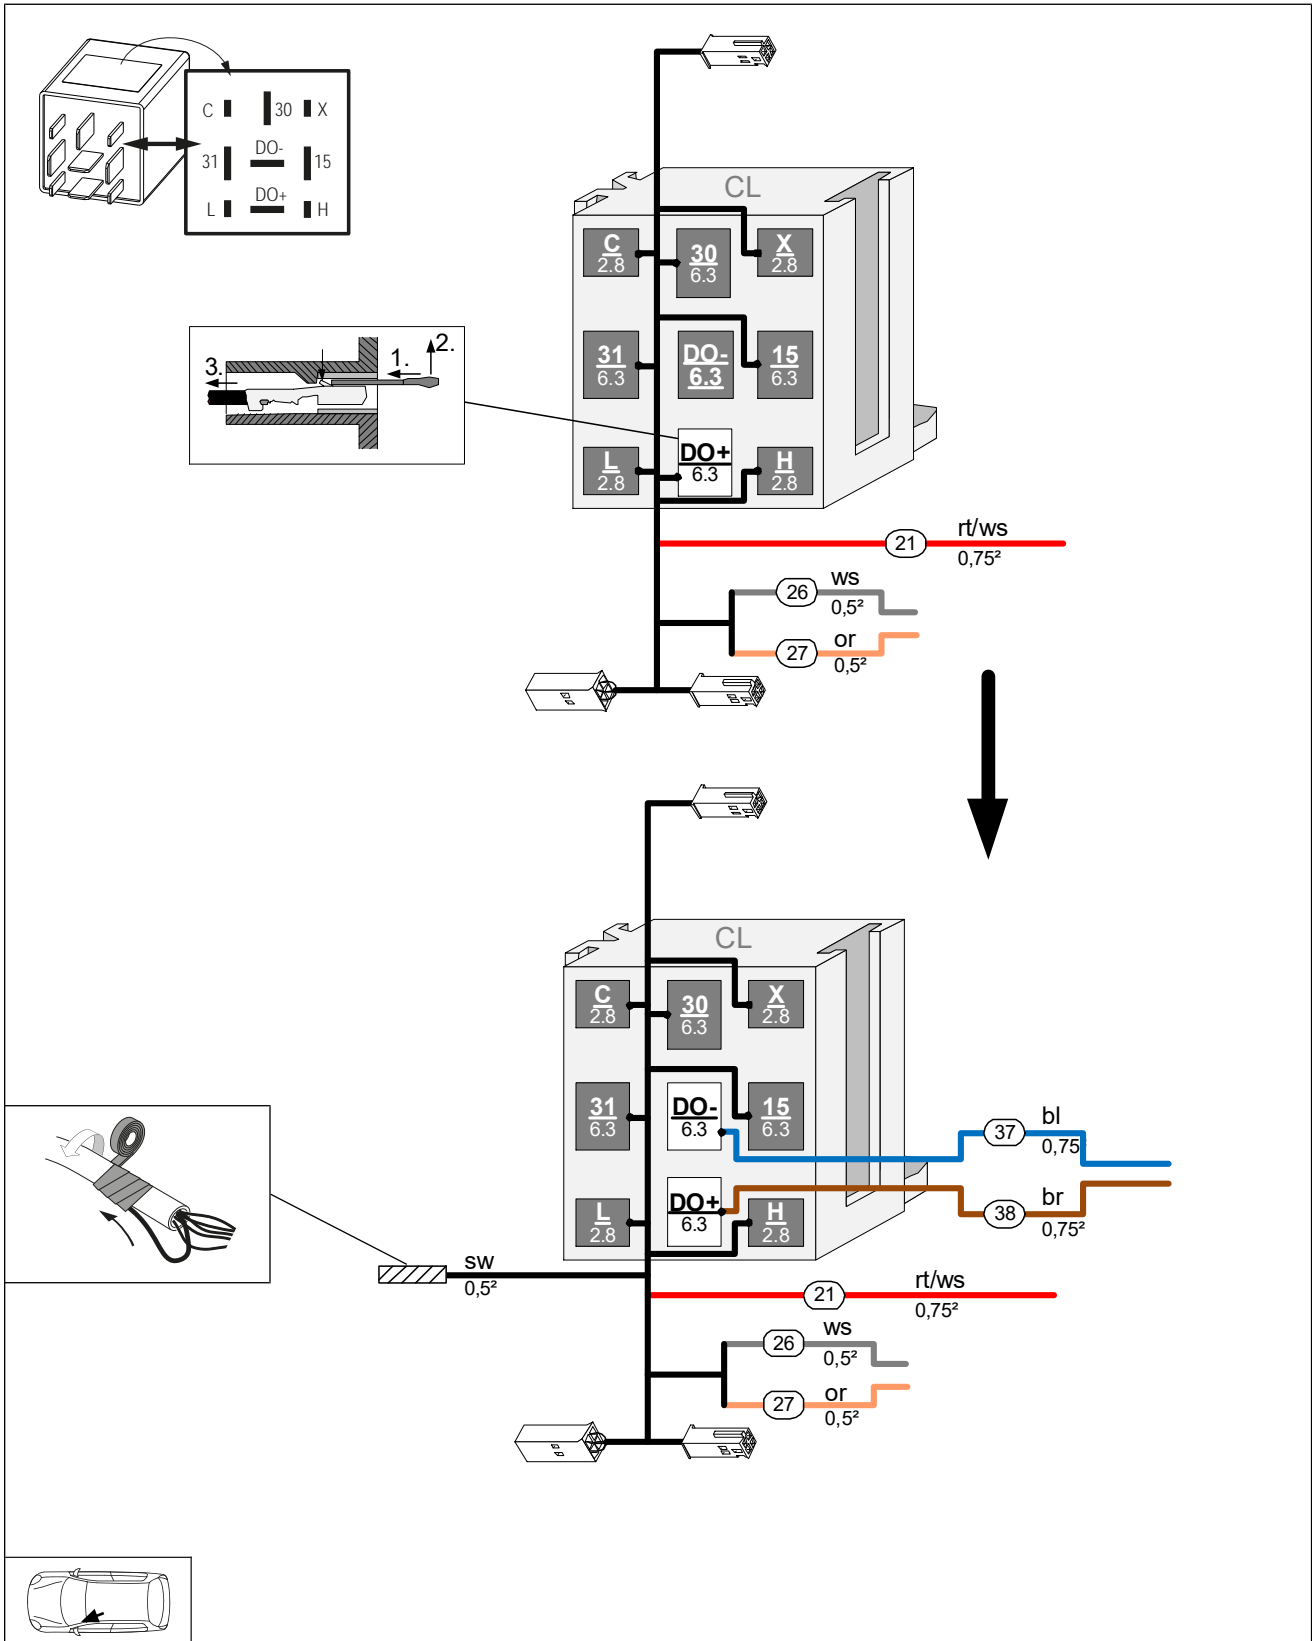 C 30 X
31 DO- 15
L DO+ H
CL
C 30 X
2.8 6.3 2.8
3. 1. 2.
31 DO- 15
6.3 6.3 6.3
L DO+ H
2.8 6.3 2.8
21 rt/ws
0,75²
26 ws
0,5²
27 or
0,5²
CL
C 30 X
2.8 6.3 2.8
31 DO- 15
6.3 6.3 6.3
37 bl
0,75
L DO+ H
2.8 6.3 2.8
38 br
0,75²
sw
0,5²
21 rt/ws
0,75²
26 ws
0,5²
27 or
0,5²